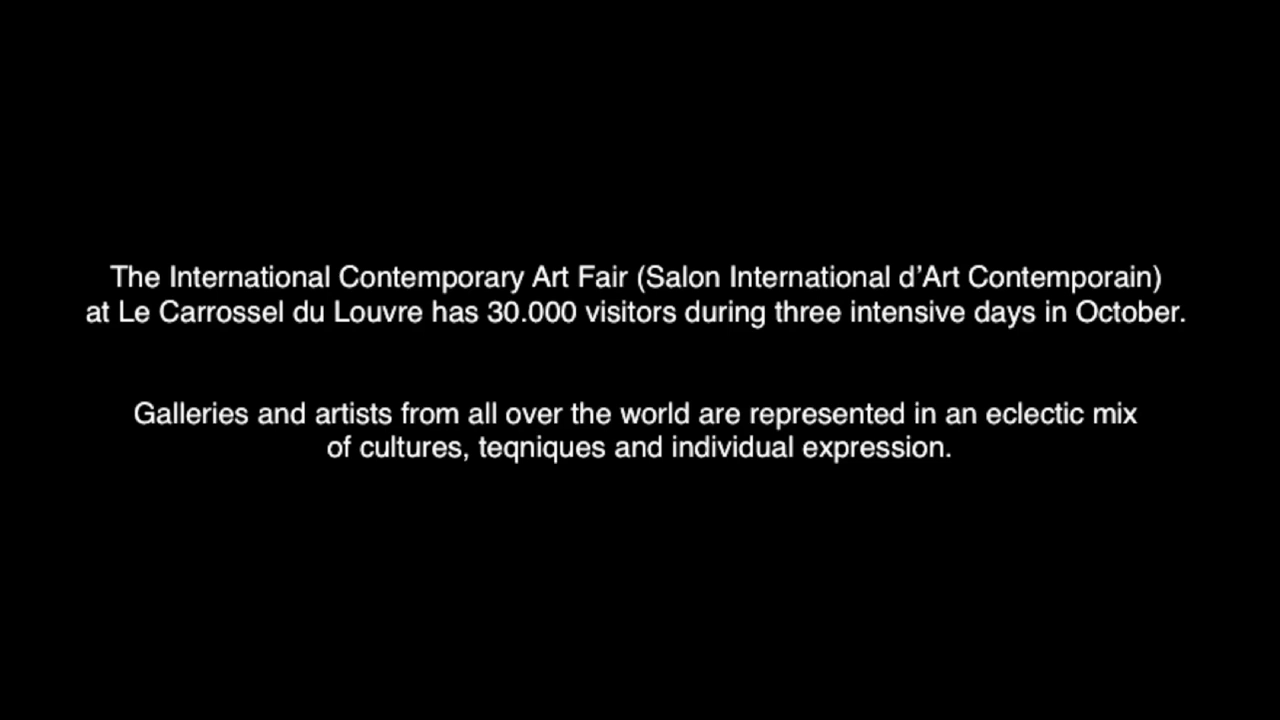 The International Contemporary Art Fair (Salon International d’Art Contemporain)
at Le Carrossel du Louvre has 30.000 visitors during three intensive days in October.
Galleries and artists from all over the world are represented in an eclectic mix
of cultures, teqniques and individual expression.